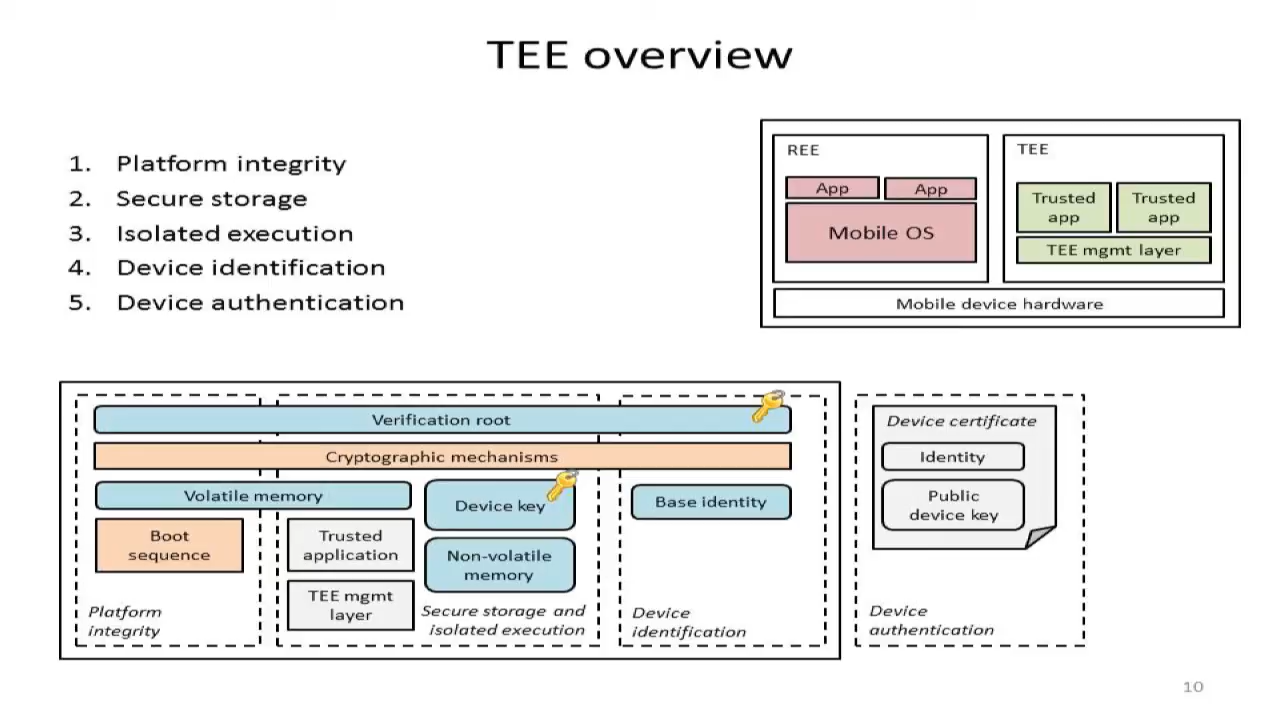 TEE overview
1. Platform integrity
2. Secure storage
3. Isolated execution
4. Device identification
5. Device authentication
REE
App
App
Mobile OS
TEE
Trusted
app
Trusted
app
TEE mgmt layer
Mobile device hardware
Verification root
Cryptographic mechanisms
Volatile memory
Boot
sequence
Platform
integrity
Trusted
application
TEE mgmt
layer
Device key
Non-volatile
memory
Secure storage and
isolated execution
Base identity
Device
identification
Device certificate
Identity
Public
device key
Device
authentication
10